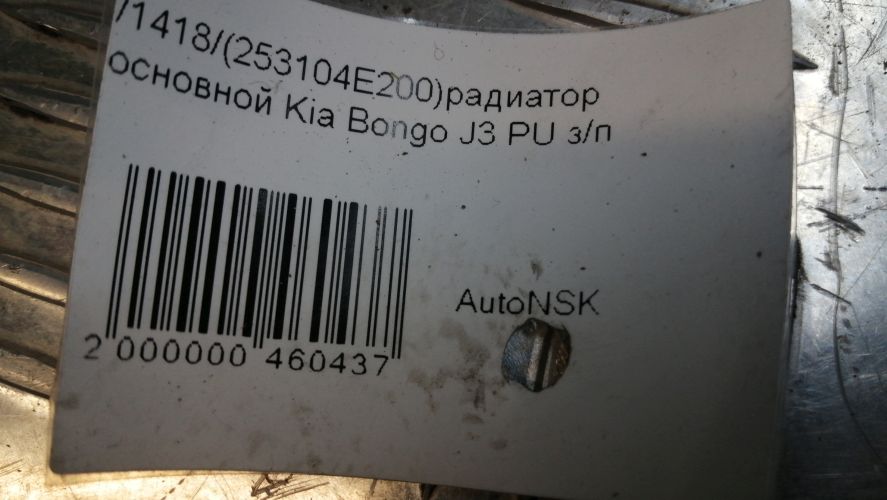 /1418/(253104E200)радиатор
основной Kia Bongo J3 PU з/п
AutoNSK
2 000000 460437